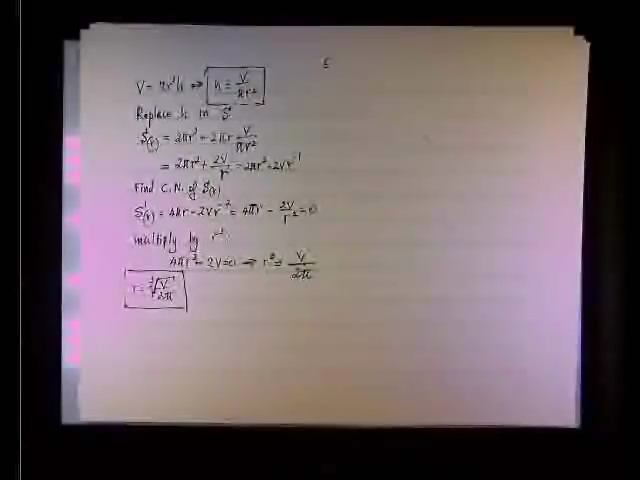 5
V = πr²h ⇒ h = V/πr²
Replace h in S
S(r) = 2πr² + 2πr V/πr²
= 2πr² + 2V/r = 2πr² + 2Vr⁻¹
Find C.N. of S(r)
S'(r) = 4πr - 2Vr⁻² = 4πr - 2V/r² = 0
multiply by r²
4πr³ - 2V = 0 ⇒ r³ = V/2π
r = ∛(V/2π)